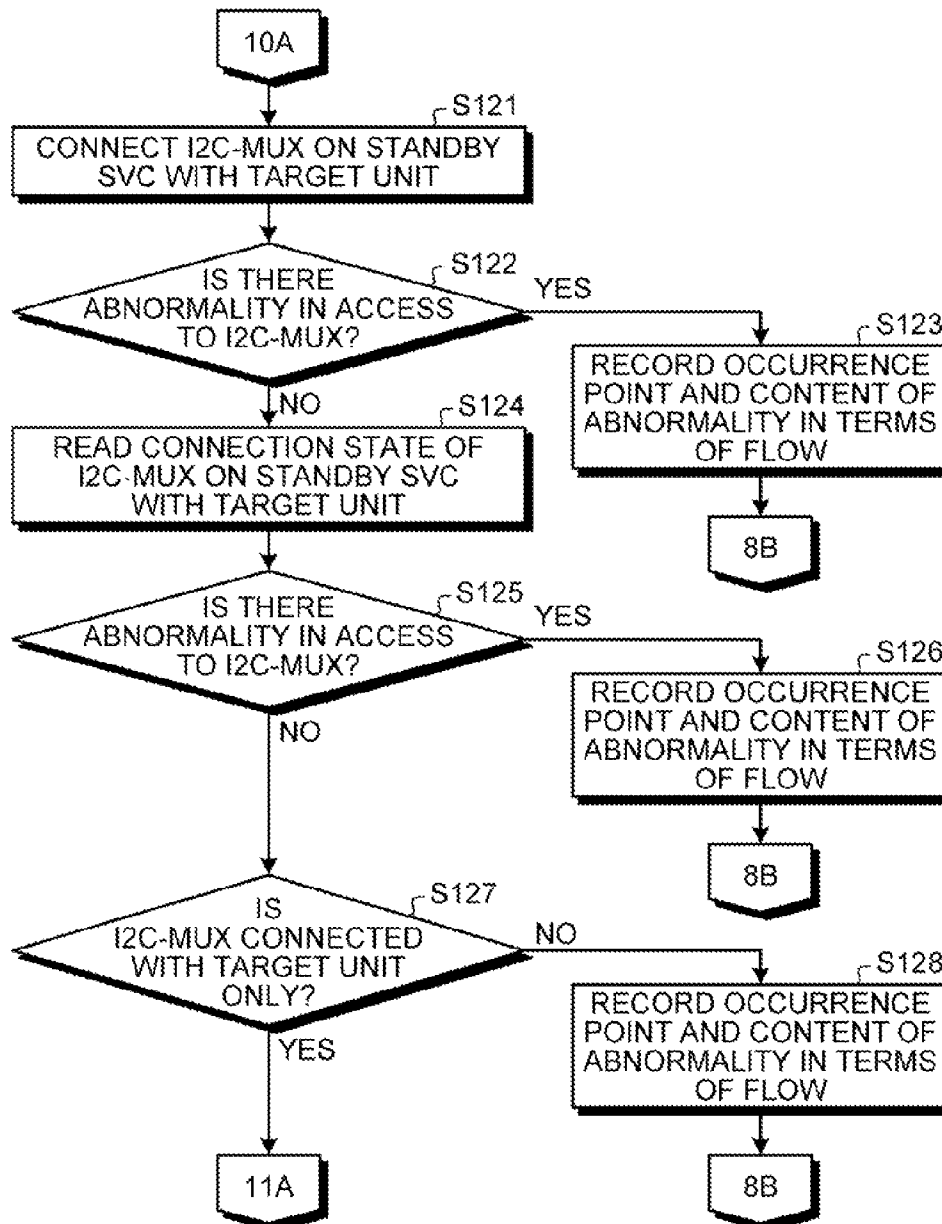 10A
S121
CONNECT I2C-MUX ON STANDBY
SVC WITH TARGET UNIT
S122
IS THERE
ABNORMALITY IN ACCESS
TO I2C-MUX?
YES
NO
S123
RECORD OCCURRENCE
POINT AND CONTENT OF
ABNORMALITY IN TERMS
OF FLOW
8B
S124
READ CONNECTION STATE OF
I2C-MUX ON STANDBY SVC
WITH TARGET UNIT
S125
IS THERE
ABNORMALITY IN ACCESS
TO I2C-MUX?
YES
NO
S126
RECORD OCCURRENCE
POINT AND CONTENT OF
ABNORMALITY IN TERMS
OF FLOW
8B
S127
IS
I2C-MUX CONNECTED
WITH TARGET UNIT
ONLY?
NO
YES
S128
RECORD OCCURRENCE
POINT AND CONTENT OF
ABNORMALITY IN TERMS
OF FLOW
11A
8B